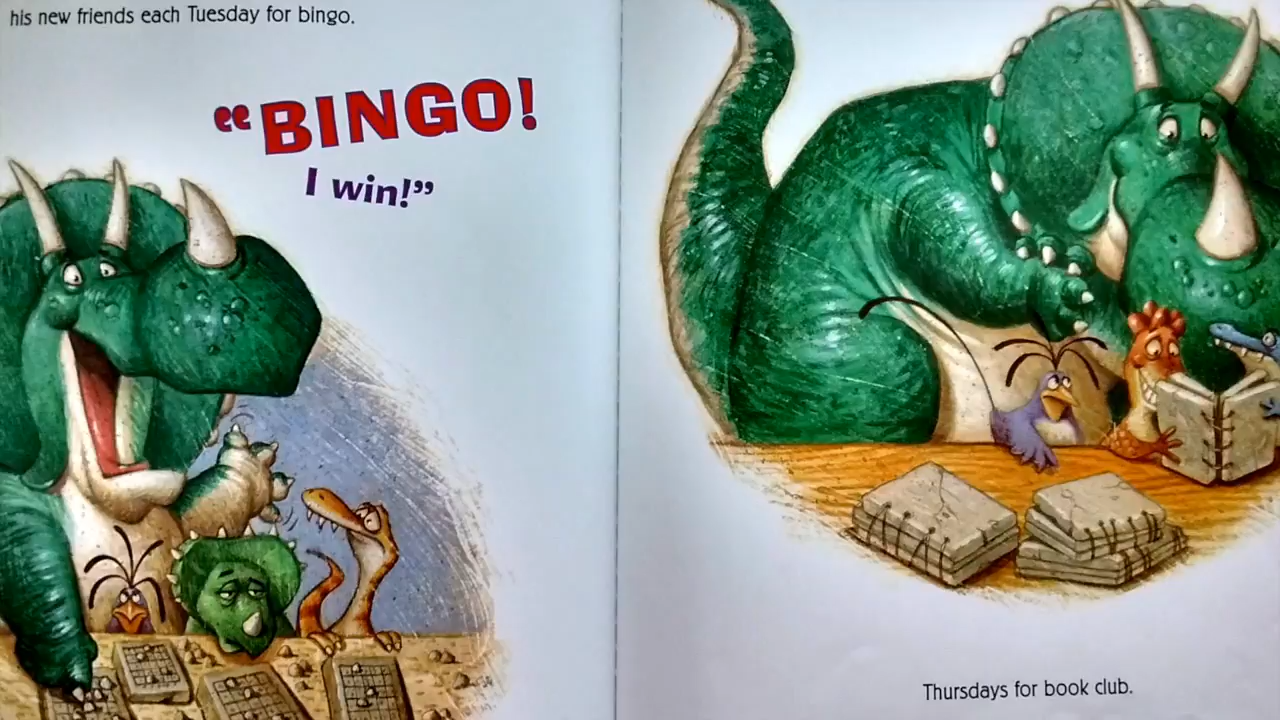 his new friends each Tuesday for bingo.
“BINGO!
I win!”
Thursdays for book club.